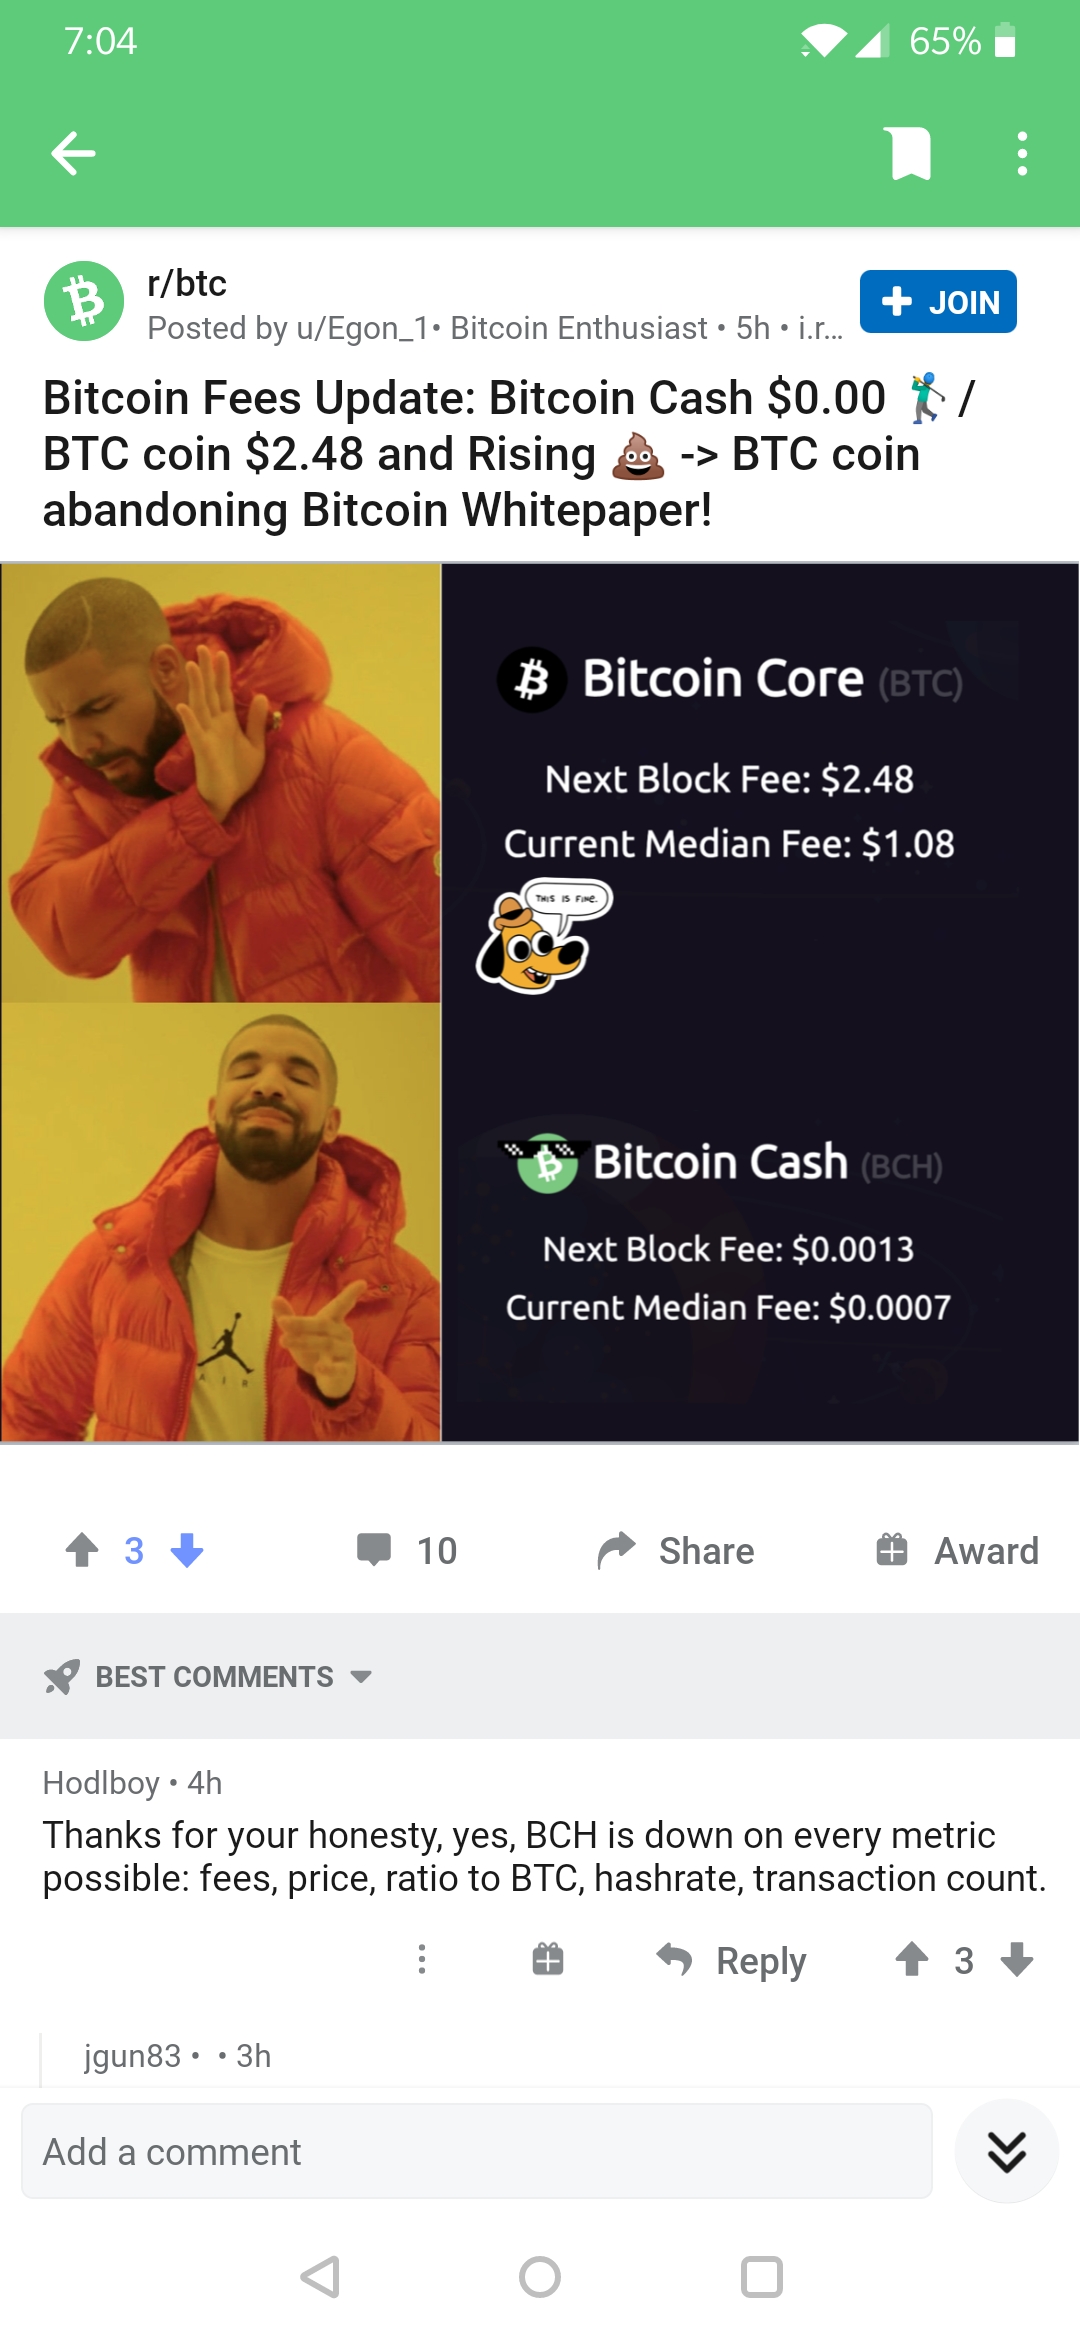 7:04
65%
r/btc
Posted by u/Egon_1• Bitcoin Enthusiast • 5h • i.r...
+ JOIN
Bitcoin Fees Update: Bitcoin Cash $0.00 🏌️‍♂️ /
BTC coin $2.48 and Rising 💩 -> BTC coin
abandoning Bitcoin Whitepaper!
Bitcoin Core (BTC)
Next Block Fee: $2.48
Current Median Fee: $1.08
THIS IS FINE.
Bitcoin Cash (BCH)
Next Block Fee: $0.0013
Current Median Fee: $0.0007
AIR
3
10
Share
Award
BEST COMMENTS
Hodlboy • 4h
Thanks for your honesty, yes, BCH is down on every metric
possible: fees, price, ratio to BTC, hashrate, transaction count.
Reply
3
jgun83 • • 3h
Add a comment